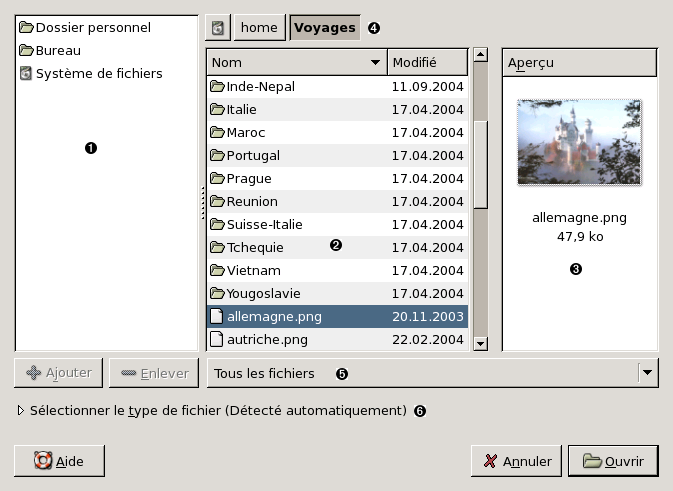 Dossier personnel
Bureau
Système de fichiers
❶
home Voyages ❹
Nom Modifié
Inde-Nepal 11.09.2004
Italie 17.04.2004
Maroc 17.04.2004
Portugal 17.04.2004
Prague 17.04.2004
Reunion 17.04.2004
Suisse-Italie 17.04.2004
Tchequie ❷ 17.04.2004
Vietnam 17.04.2004
Yougoslavie 17.04.2004
allemagne.png 20.11.2003
autriche.png 22.02.2004
Aperçu
allemagne.png
47,9 ko
❸
Ajouter Enlever Tous les fichiers ❺
Sélectionner le type de fichier (Détecté automatiquement) ❻
Aide Annuler Ouvrir